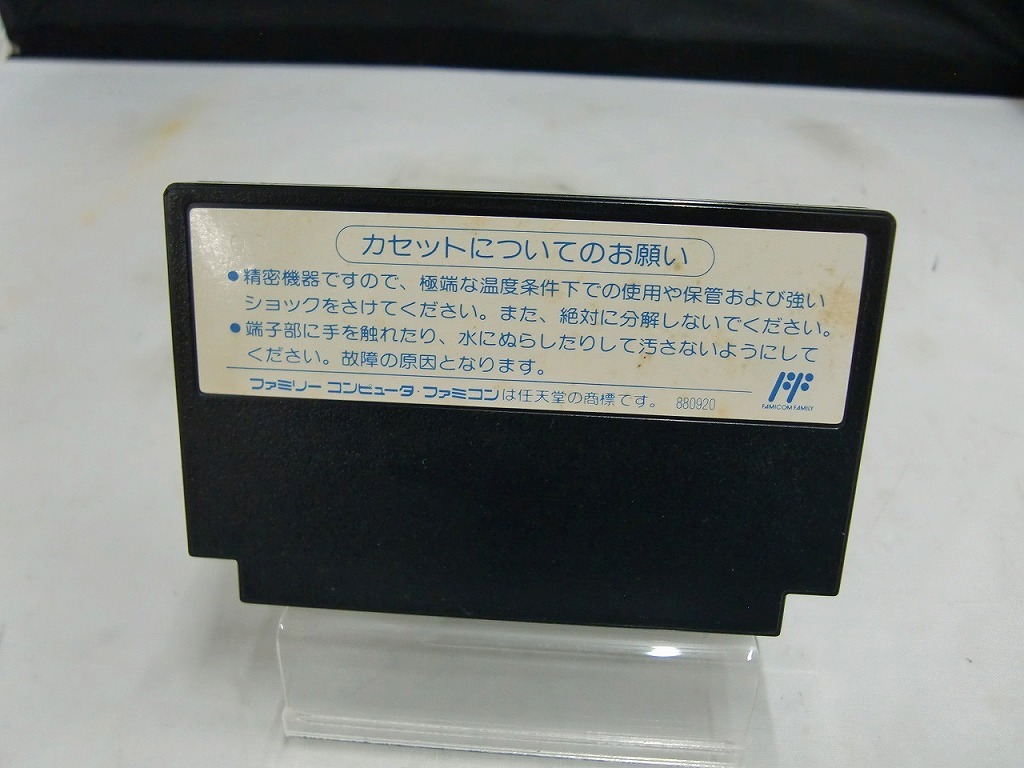 カセットについてのお願い
●精密機器ですので、極端な温度条件下での使用や保管および強い
ショックをさけてください。また、絶対に分解しないでください。
●端子部に手を触れたり、水にぬらしたりして汚さないようにして
ください。故障の原因となります。
ファミリーコンピュータ・ファミコンは任天堂の商標です。 880920
FAMICOM FAMILY